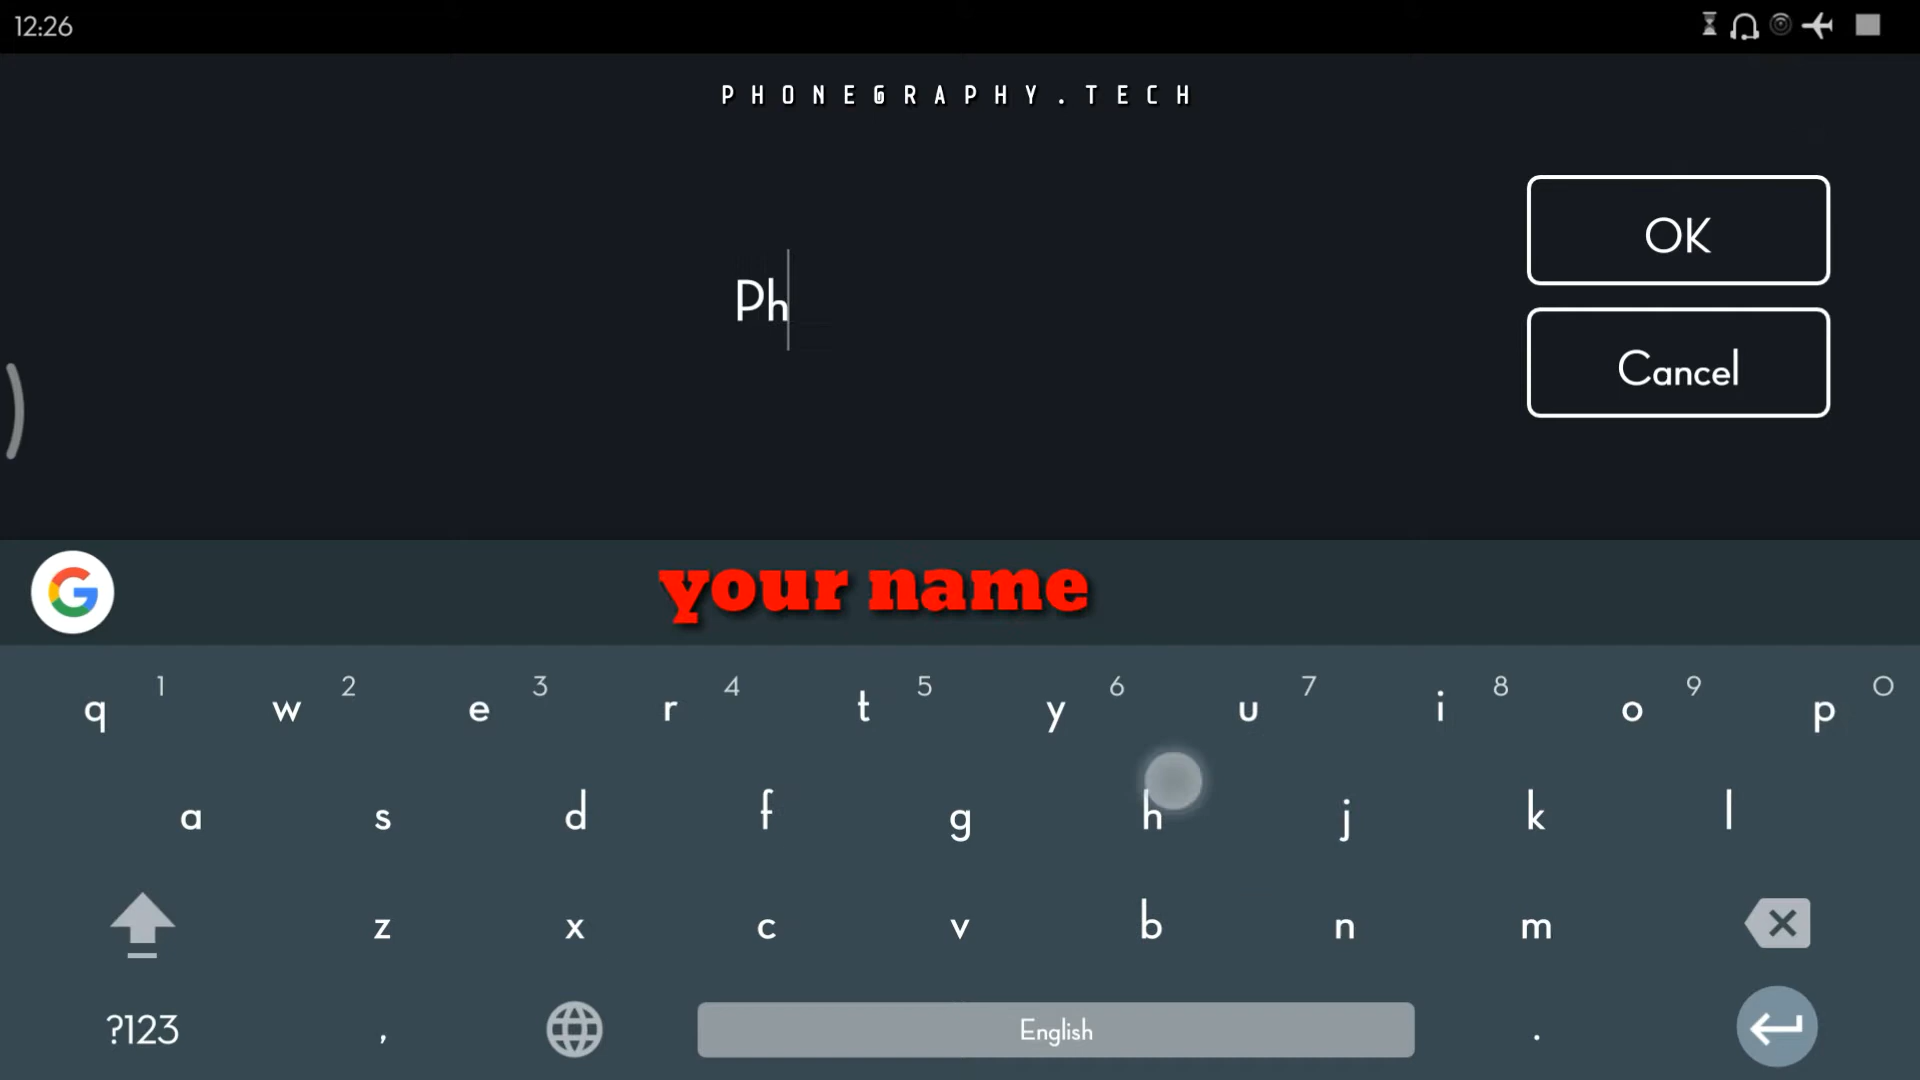 12:26
PHONEGRAPHY.TECH
OK
Ph
Cancel
G
your name
1 2 3 4 5 6 7 8 9 0
q w e r t y u i o p
a s d f g h j k l
z x c v b n m
?123 , English .